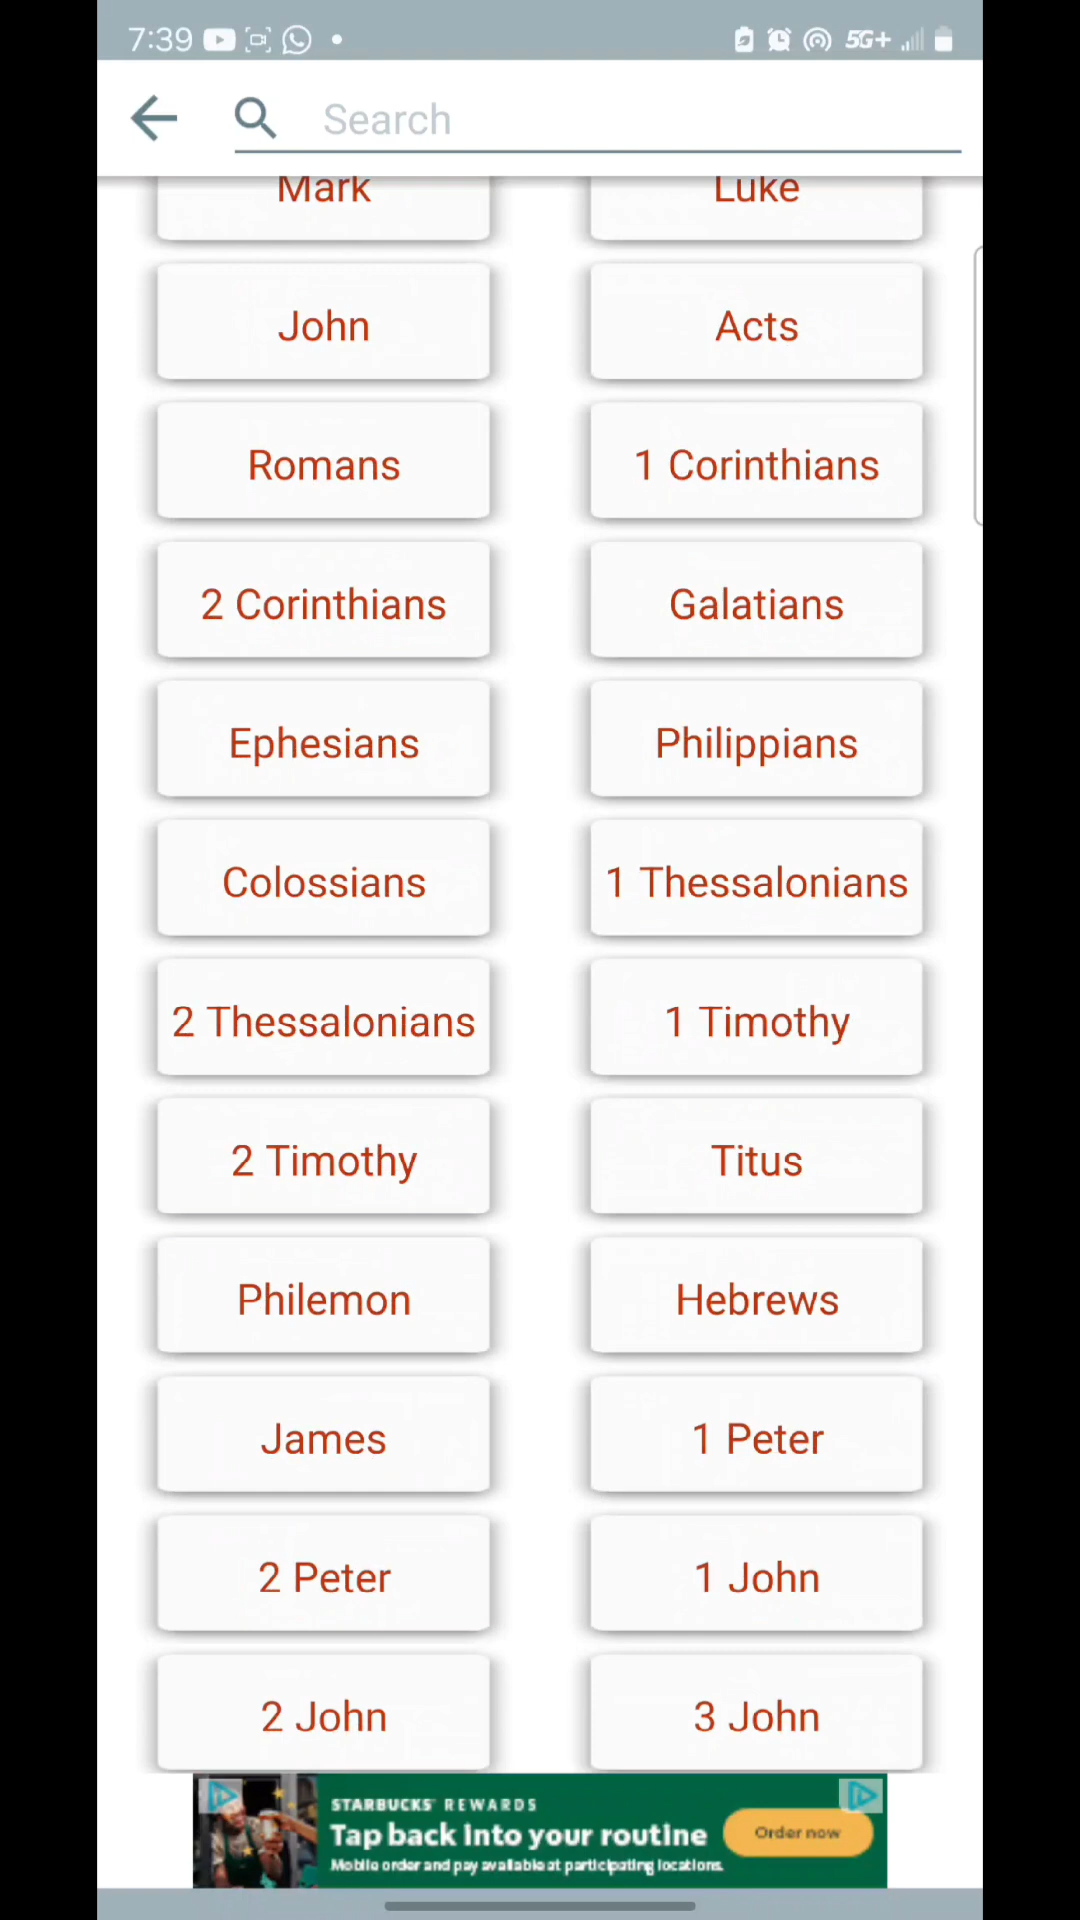 7:39 5G+
Search
Mark Luke
John Acts
Romans 1 Corinthians
2 Corinthians Galatians
Ephesians Philippians
Colossians 1 Thessalonians
2 Thessalonians 1 Timothy
2 Timothy Titus
Philemon Hebrews
James 1 Peter
2 Peter 1 John
2 John 3 John
STARBUCKS® REWARDS
Tap back into your routine
Mobile order and pay available at participating locations.
Order now